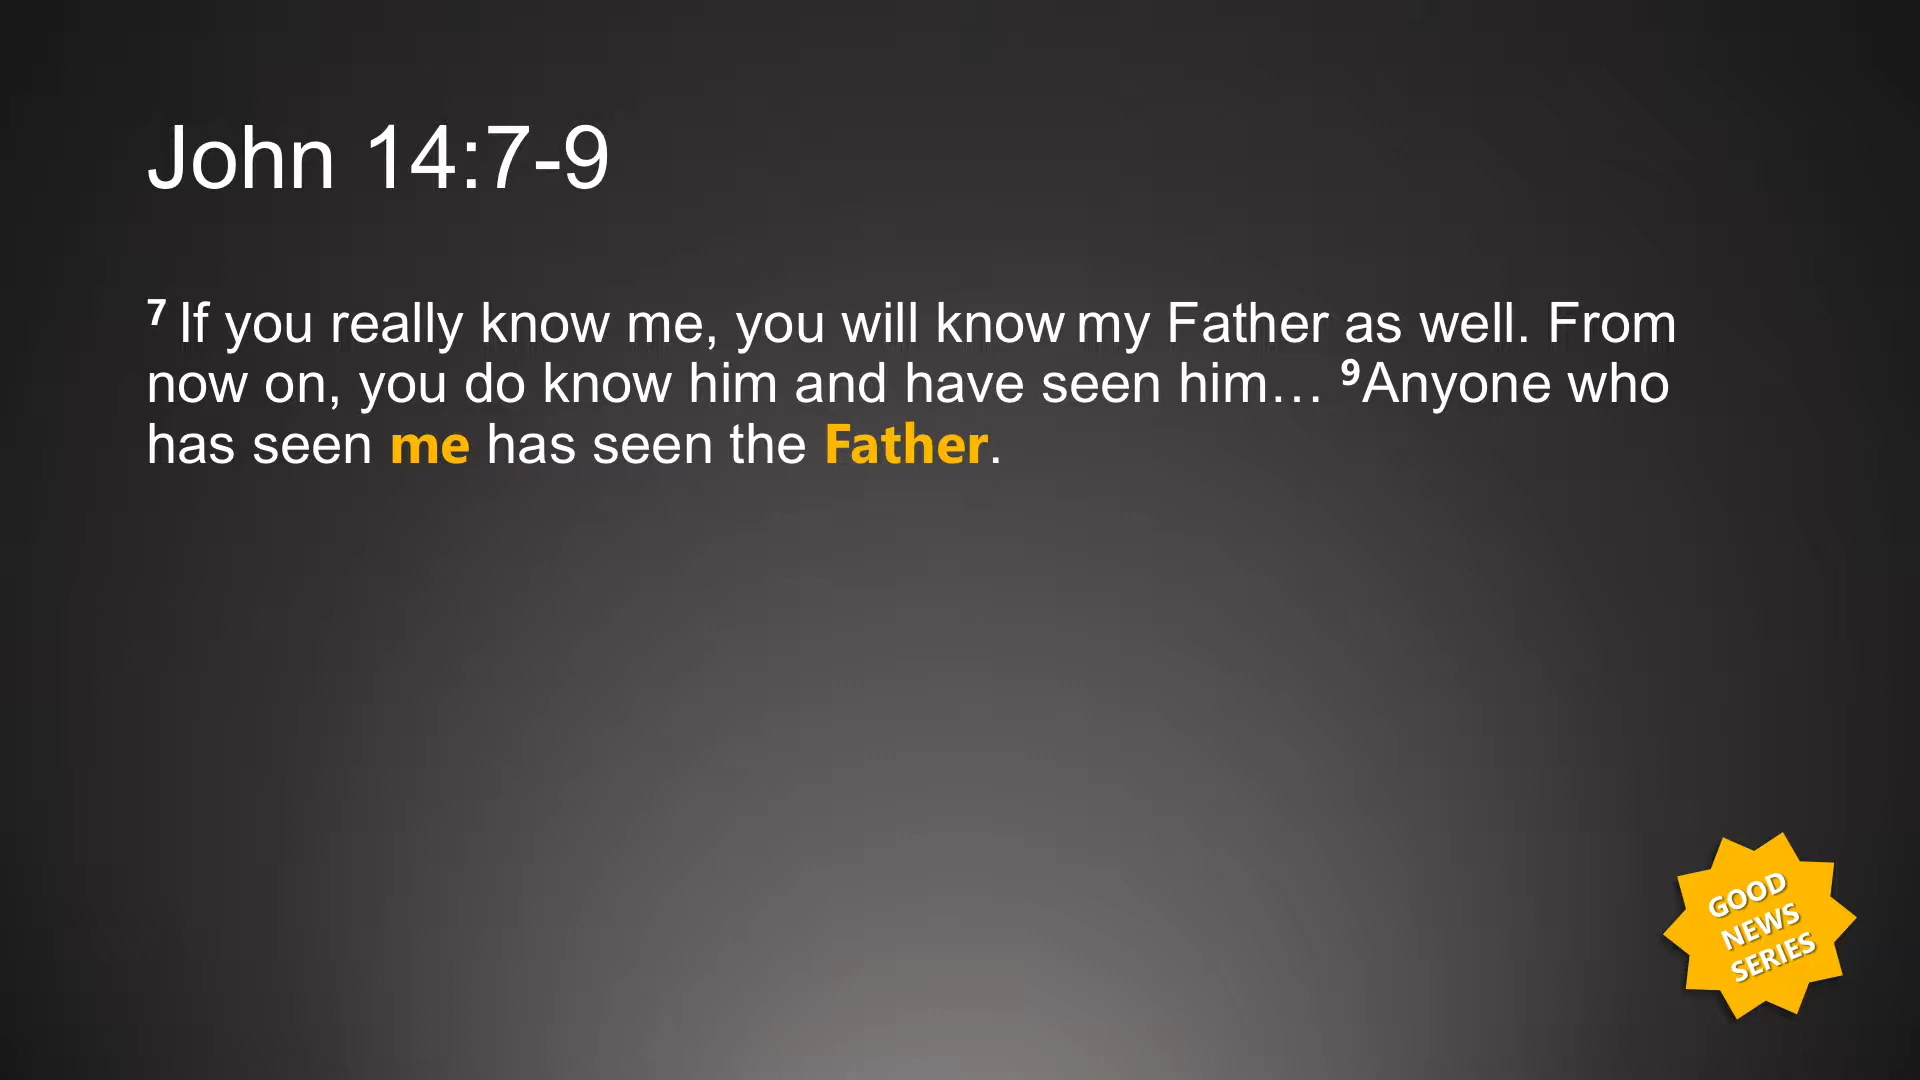 John 14:7-9
7 If you really know me, you will know my Father as well. From
now on, you do know him and have seen him… 9Anyone who
has seen me has seen the Father.
GOOD
NEWS
SERIES